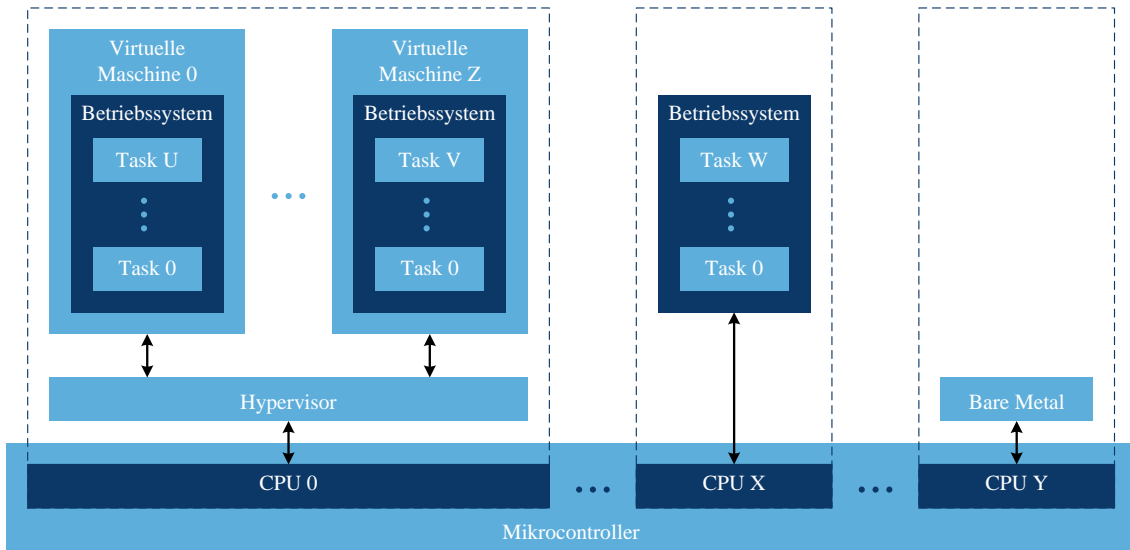 Virtuelle
Maschine 0
Betriebssystem
Task U
Task 0
Virtuelle
Maschine Z
Betriebssystem
Task V
Task 0
Betriebssystem
Task W
Task 0
Hypervisor
Bare Metal
CPU 0
CPU X
CPU Y
Mikrocontroller